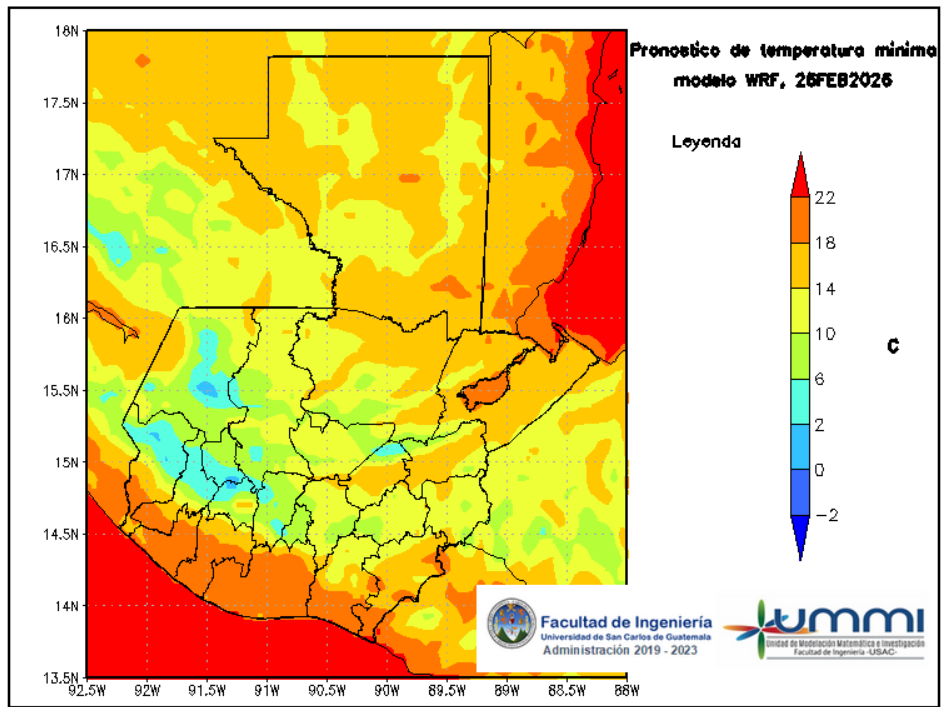 Pronostico de temperatura minima
modelo WRF, 26FEB2026
Leyenda
22
18
14
10
6
2
0
−2
C
18N
17.5N
17N
16.5N
16N
15.5N
15N
14.5N
14N
13.5N
92.5W
92W
91.5W
91W
90.5W
90W
89.5W
89W
88.5W
88W
Facultad de Ingeniería
Universidad de San Carlos de Guatemala
Administración 2019 - 2023
ummi
Unidad de Modelación Matemática e Investigación
Facultad de Ingeniería -USAC-